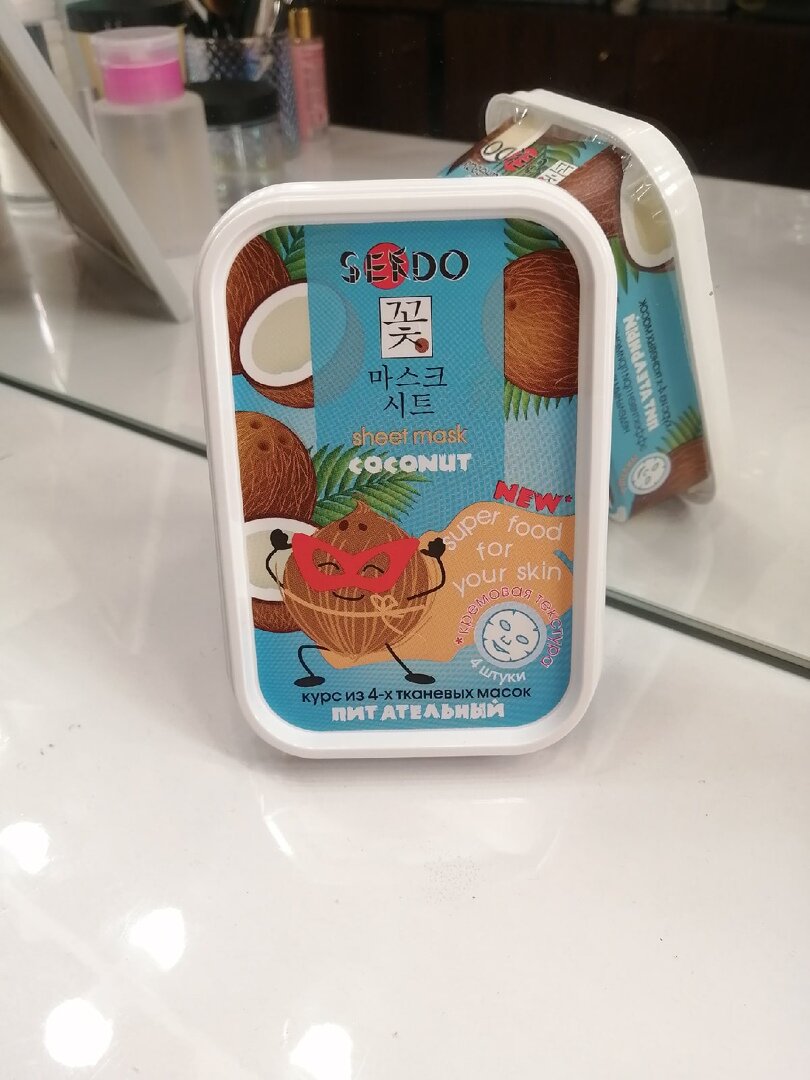 SENDO
꽃
마스크
시트
sheet mask
COCONUT
NEW*
super food
for
your skin
*кремовая текстура
4 штуки
курс из 4-х тканевых масок
ПИТАТЕЛЬНЫЙ